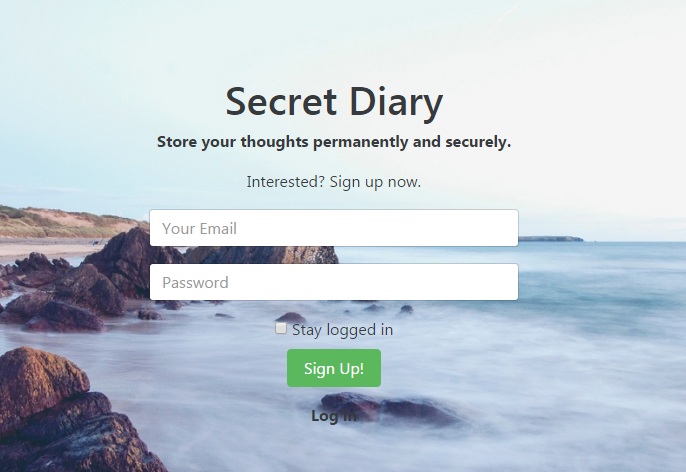 Secret Diary
Store your thoughts permanently and securely.
Interested? Sign up now.
Your Email
Password
Stay logged in
Sign Up!
Log in